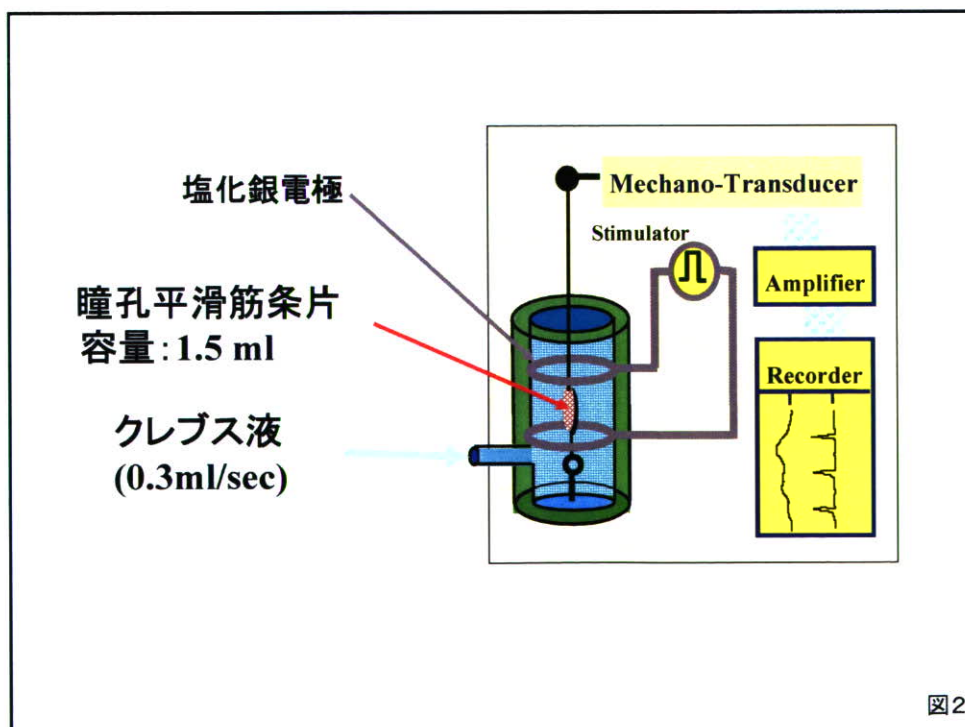 塩化銀電極
Mechano-Transducer
Stimulator
Amplifier
瞳孔平滑筋条片
容量:1.5 ml
Recorder
クレブス液
(0.3ml/sec)
図2